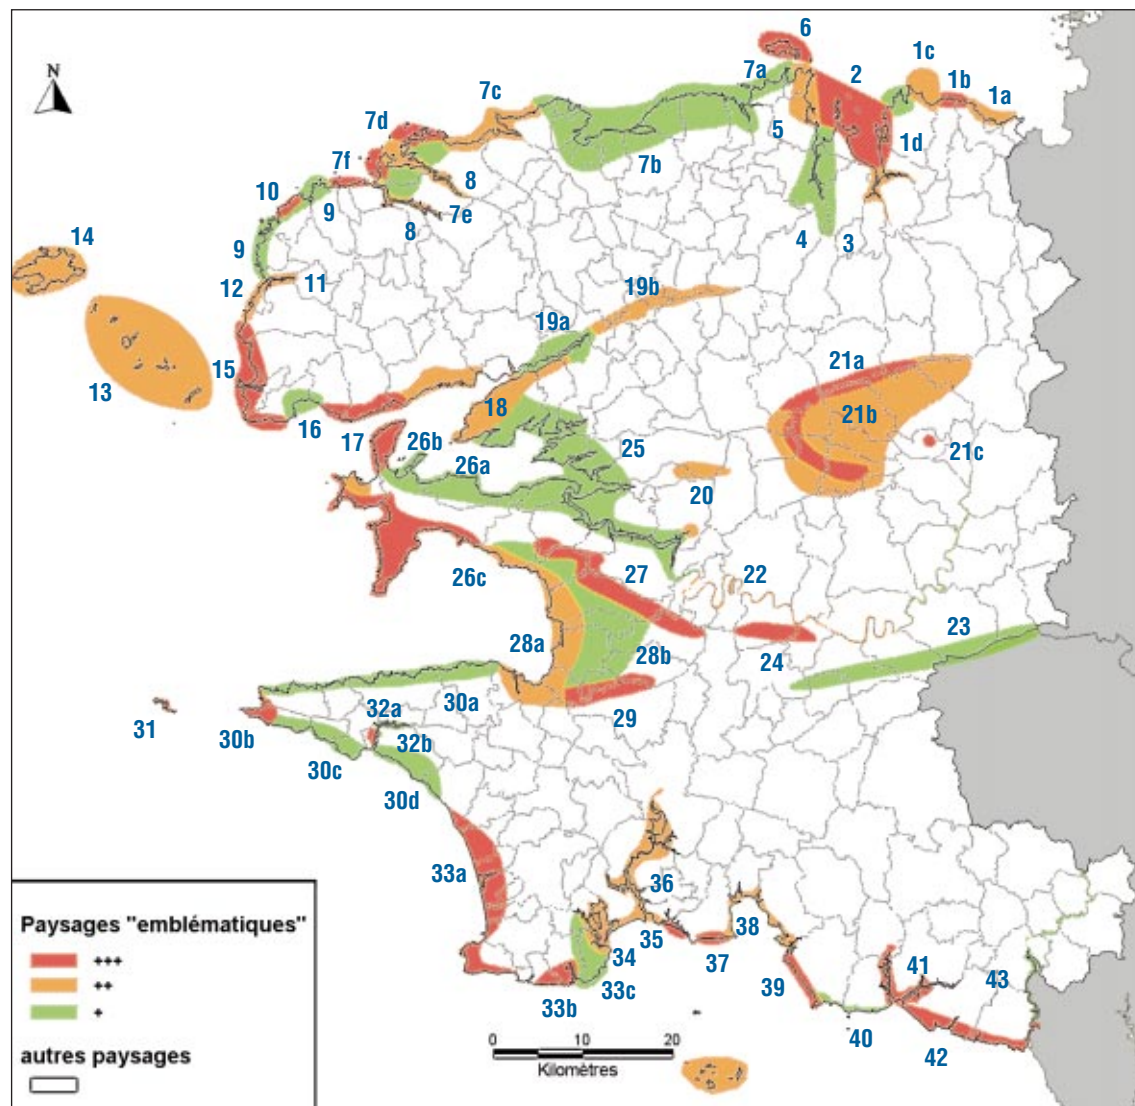 6
1c
7a
2
1b
1a
7c
5
7d
1d
7b
7f
8
10
7e
9
8
4
3
9
14
12
11
19b
19a
13
15
21a
18
21b
16
17
26b
25
21c
26a
20
27
22
26c
23
28a
28b
24
30a
31
30b
32a
29
32b
30c
30d
33a
36
35
38
34
37
41
43
39
33b
33c
40
42
N
Paysages "emblématiques"
+++
++
+
autres paysages
0 10 20
Kilomètres